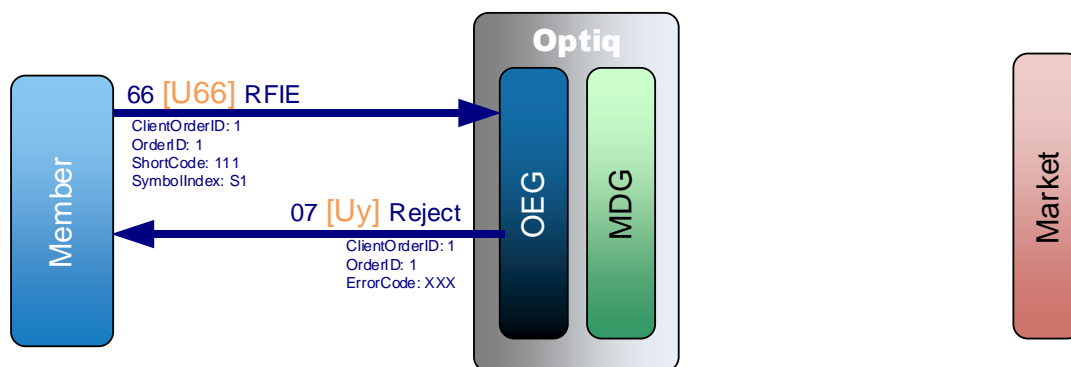 Optiq
66 [U66] RFIE
ClientOrderID: 1
OrderID: 1
ShortCode: 111
SymbolIndex: S1
07 [Uy] Reject
ClientOrderID: 1
OrderID: 1
ErrorCode: XXX
Member
OEG
MDG
Market